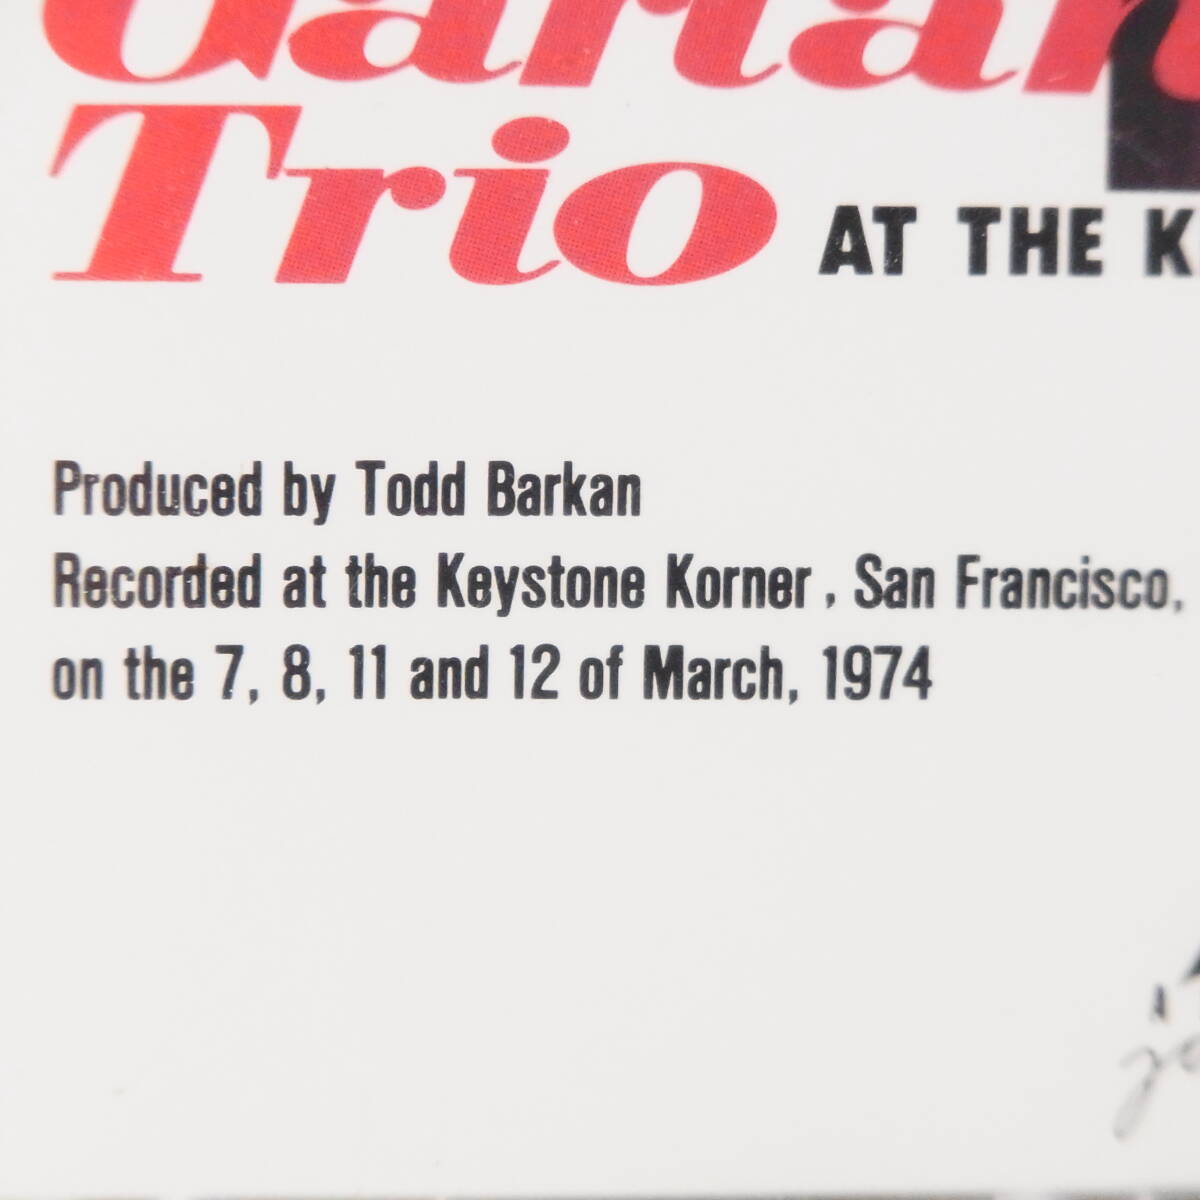 Trio AT THE
Produced by Todd Barkan
Recorded at the Keystone Korner, San Francisco,
on the 7, 8, 11 and 12 of March, 1974